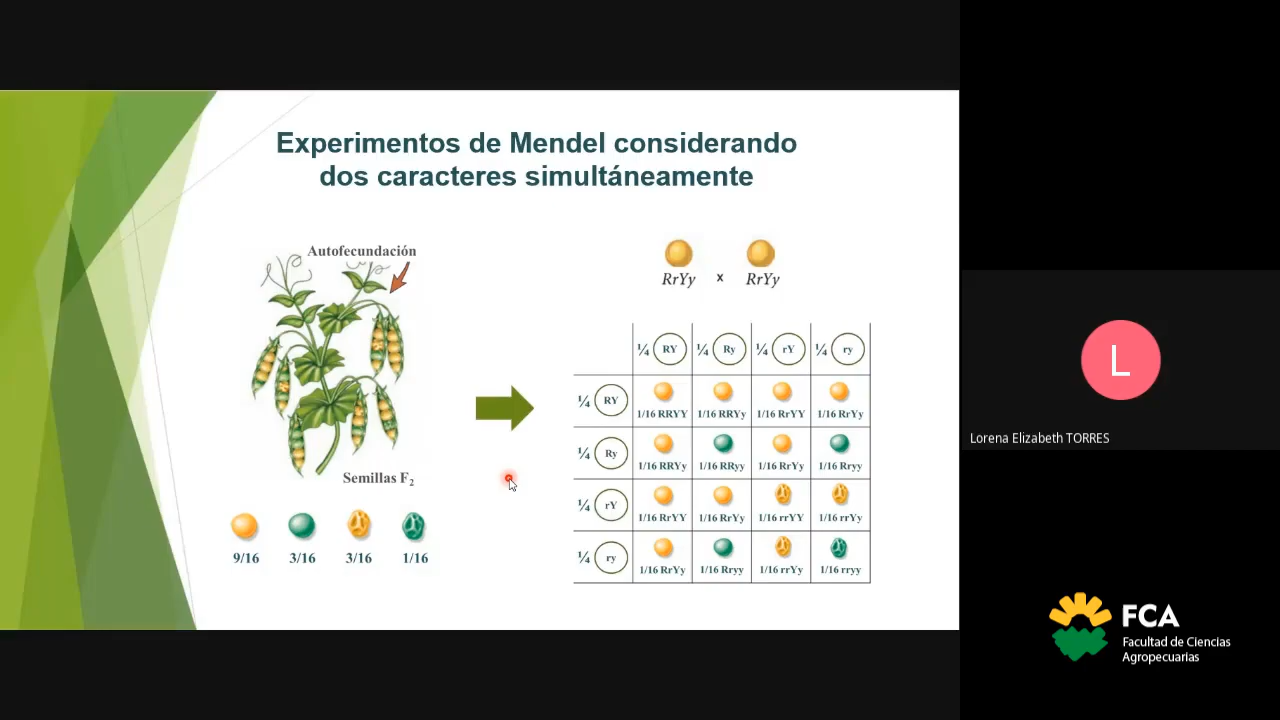 Experimentos de Mendel considerando
dos caracteres simultáneamente
Autofecundación
Semillas F₂
9/16 3/16 3/16 1/16
RrYy x RrYy
¼ RY ¼ Ry ¼ rY ¼ ry
¼ RY
1/16 RRYY 1/16 RRYy 1/16 RrYY 1/16 RrYy
¼ Ry
1/16 RRYy 1/16 RRyy 1/16 RrYy 1/16 Rryy
¼ rY
1/16 RrYY 1/16 RrYy 1/16 rrYY 1/16 rrYy
¼ ry
1/16 RrYy 1/16 Rryy 1/16 rrYy 1/16 rryy
L
Lorena Elizabeth TORRES
FCA
Facultad de Ciencias
Agropecuarias